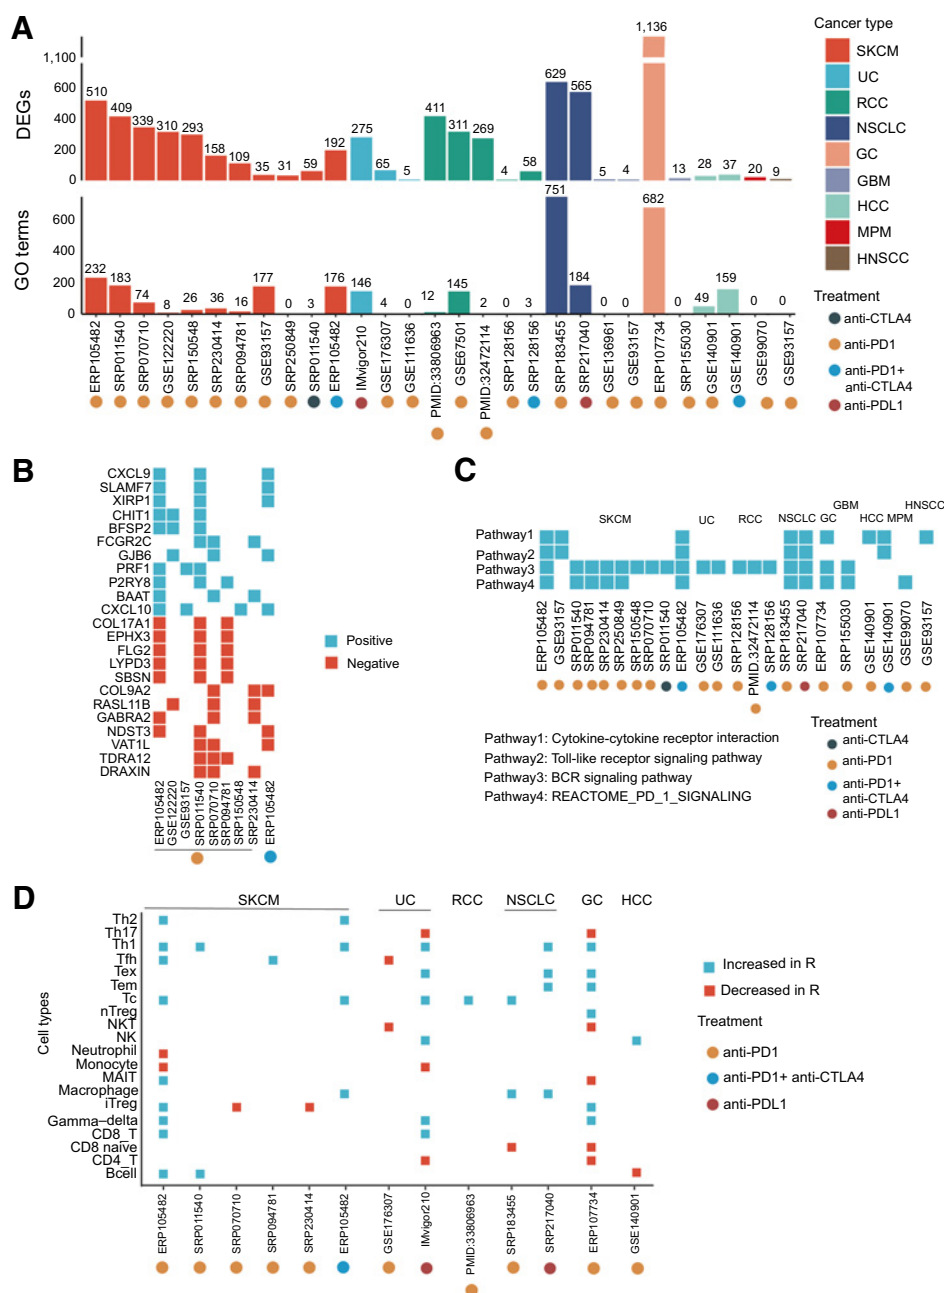 A
DEGs
1,100
600
400
200
0
510
409
339
310
293
158
109
35
31
59
192
275
65
5
411
311
269
4
58
629
565
5
4
1,136
13
28
37
20
9
GO terms
600
400
200
0
232
183
74
8
26
36
16
177
0
3
176
146
4
0
12
145
2
0
3
751
184
0
0
682
0
49
159
0
0
ERP105482
SRP011540
SRP070710
GSE122220
SRP150548
SRP230414
SRP094781
GSE93157
SRP250849
SRP011540
ERP105482
IMvigor210
GSE176307
GSE111636
PMID:33806963
GSE67501
PMID:32472114
SRP128156
SRP128156
SRP183455
SRP217040
GSE136961
GSE93157
ERP107734
SRP155030
GSE140901
GSE140901
GSE99070
GSE93157
Cancer type
SKCM
UC
RCC
NSCLC
GC
GBM
HCC
MPM
HNSCC
Treatment
anti-CTLA4
anti-PD1
anti-PD1+
anti-CTLA4
anti-PDL1
B
CXCL9
SLAMF7
XIRP1
CHIT1
BFSP2
FCGR2C
GJB6
PRF1
P2RY8
BAAT
CXCL10
COL17A1
EPHX3
FLG2
LYPD3
SBSN
COL9A2
RASL11B
GABRA2
NDST3
VAT1L
TDRA12
DRAXIN
ERP105482
GSE122220
GSE93157
SRP011540
SRP070710
SRP094781
SRP150548
SRP230414
ERP105482
Positive
Negative
C
SKCM
UC
RCC
NSCLC
GC
GBM
HCC
MPM
HNSCC
Pathway1
Pathway2
Pathway3
Pathway4
ERP105482
GSE93157
SRP011540
SRP094781
SRP230414
SRP250849
SRP150548
SRP070710
SRP011540
ERP105482
GSE176307
GSE111636
SRP128156
PMID.32472114
SRP128156
SRP183455
SRP217040
ERP107734
SRP155030
GSE140901
GSE140901
GSE99070
GSE93157
Pathway1: Cytokine-cytokine receptor interaction
Pathway2: Toll-like receptor signaling pathway
Pathway3: BCR signaling pathway
Pathway4: REACTOME_PD_1_SIGNALING
Treatment
anti-CTLA4
anti-PD1
anti-PD1+
anti-CTLA4
anti-PDL1
D
SKCM
UC
RCC
NSCLC
GC
HCC
Cell types
Th2
Th17
Th1
Tfh
Tex
Tem
Tc
nTreg
NKT
NK
Neutrophil
Monocyte
MAIT
Macrophage
iTreg
Gamma–delta
CD8_T
CD8 naïve
CD4_T
Bcell
ERP105482
SRP011540
SRP070710
SRP094781
SRP230414
ERP105482
GSE176307
IMvigor210
PMID:33806963
SRP183455
SRP217040
ERP107734
GSE140901
Increased in R
Decreased in R
Treatment
anti-PD1
anti-PD1+ anti-CTLA4
anti-PDL1